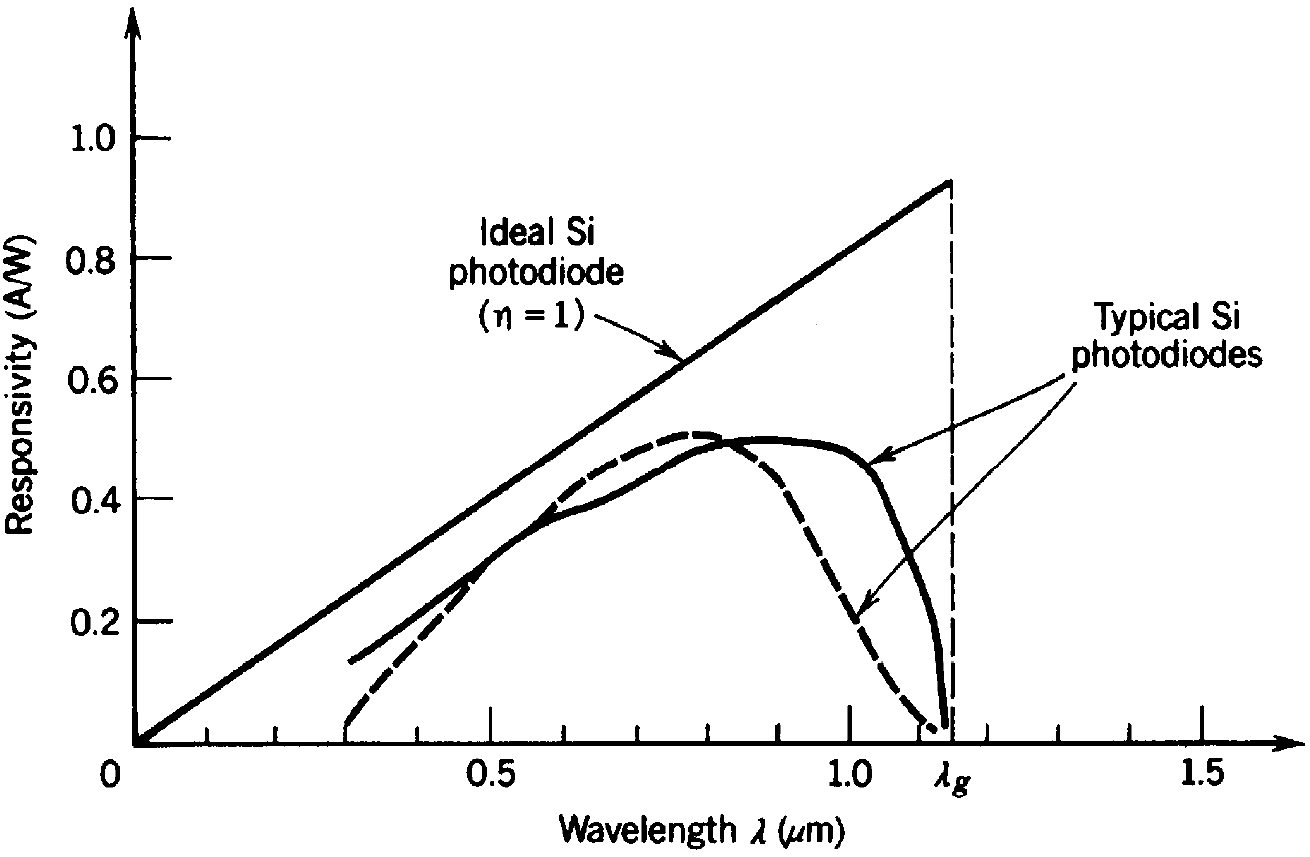 1.0
0.8
0.6
0.4
0.2
0
Responsivity (A/W)
Ideal Si
photodiode
(η = 1)
Typical Si
photodiodes
0.5
1.0
λg
1.5
Wavelength λ (μm)